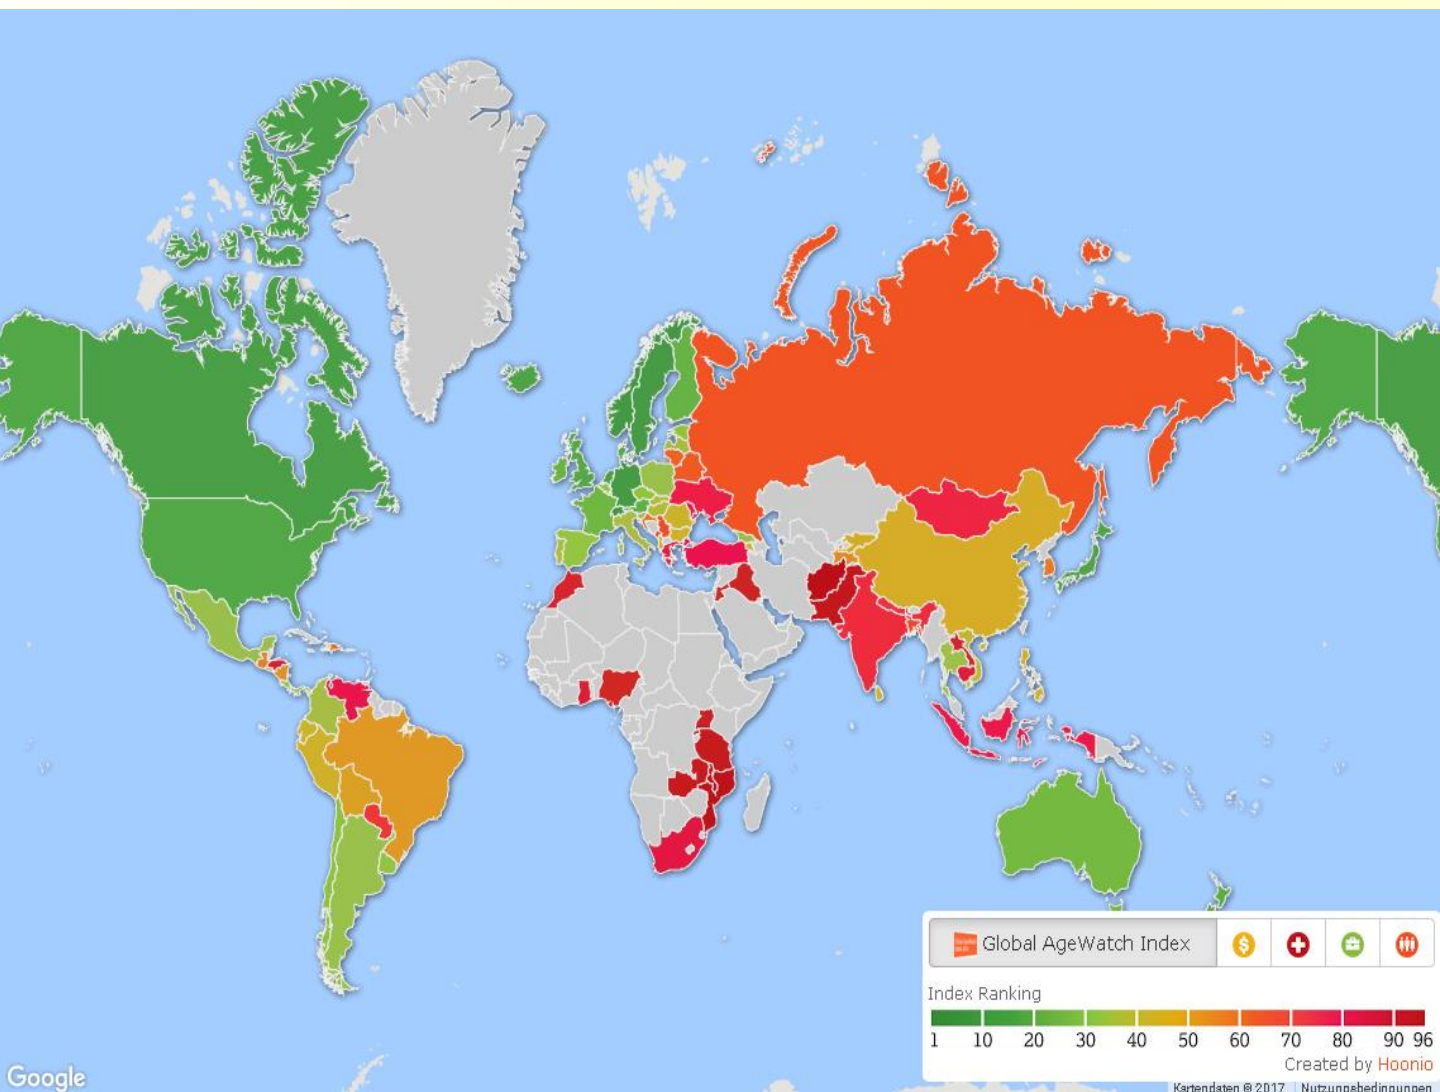 Global AgeWatch Index
Index Ranking
1 10 20 30 40 50 60 70 80 90 96
Created by Hoonio
Google
Kartendaten © 2017 Nutzungsbedingungen